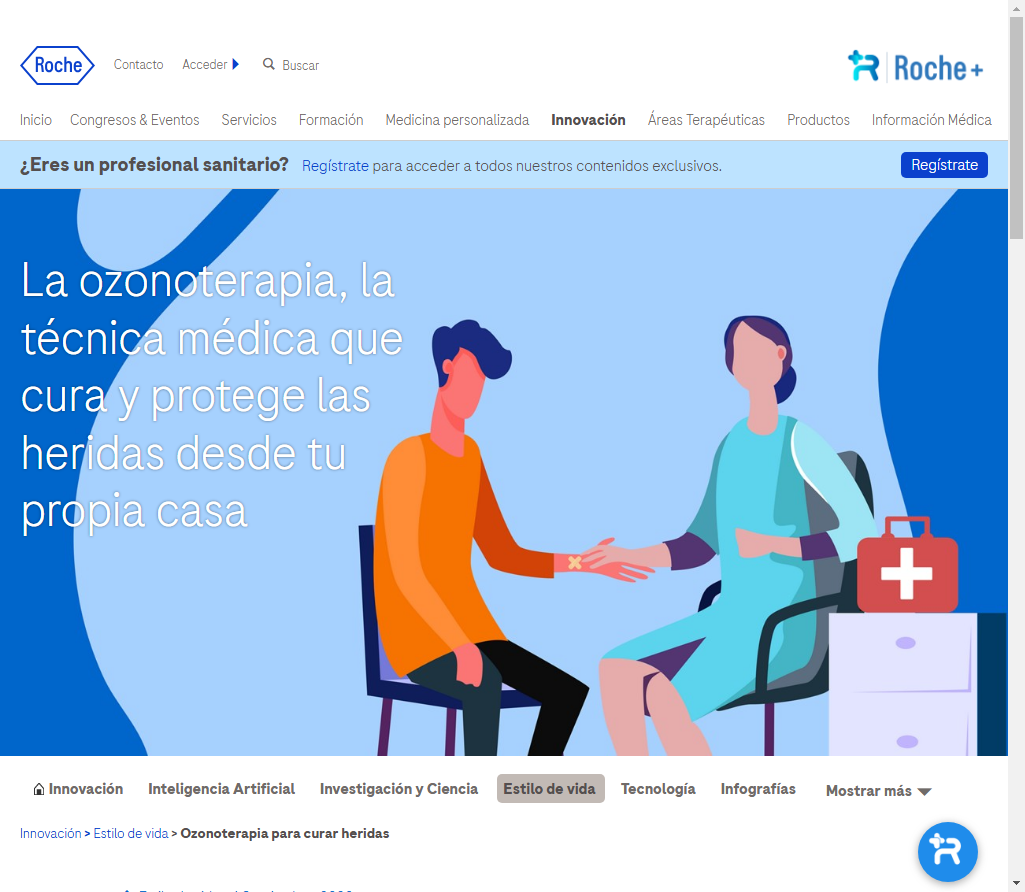 Roche
Contacto Acceder Buscar
Roche+
Inicio Congresos & Eventos Servicios Formación Medicina personalizada Innovación Áreas Terapéuticas Productos Información Médica
¿Eres un profesional sanitario? Regístrate para acceder a todos nuestros contenidos exclusivos. Regístrate
La ozonoterapia, la
técnica médica que
cura y protege las
heridas desde tu
propia casa
Innovación Inteligencia Artificial Investigación y Ciencia Estilo de vida Tecnología Infografías Mostrar más
Innovación > Estilo de vida > Ozonoterapia para curar heridas